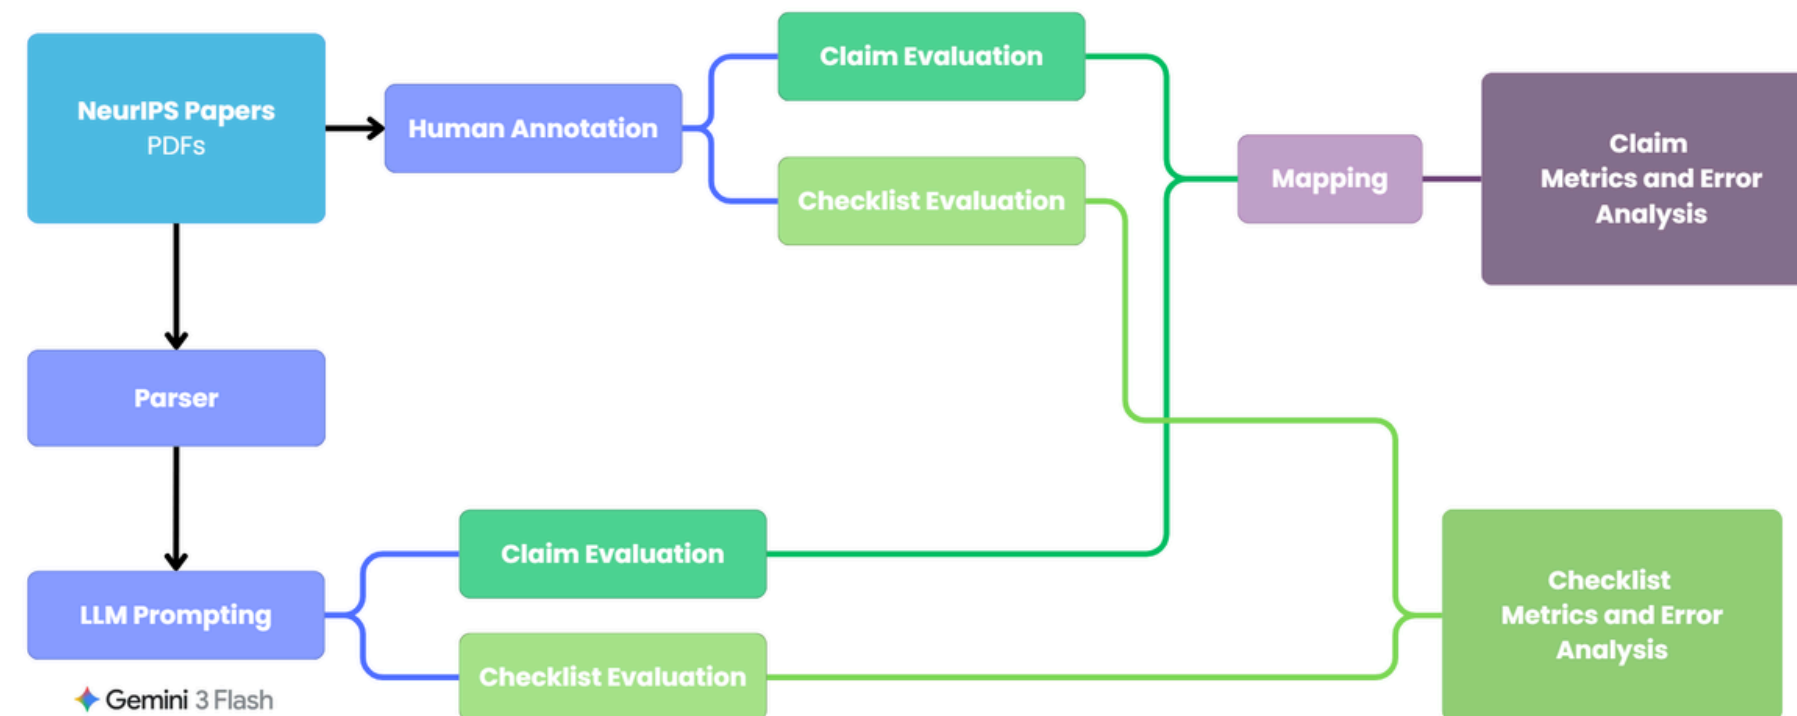 NeurIPS Papers
PDFs
Human Annotation
Claim Evaluation
Checklist Evaluation
Mapping
Claim
Metrics and Error
Analysis
Parser
LLM Prompting
Gemini 3 Flash
Claim Evaluation
Checklist Evaluation
Checklist
Metrics and Error
Analysis